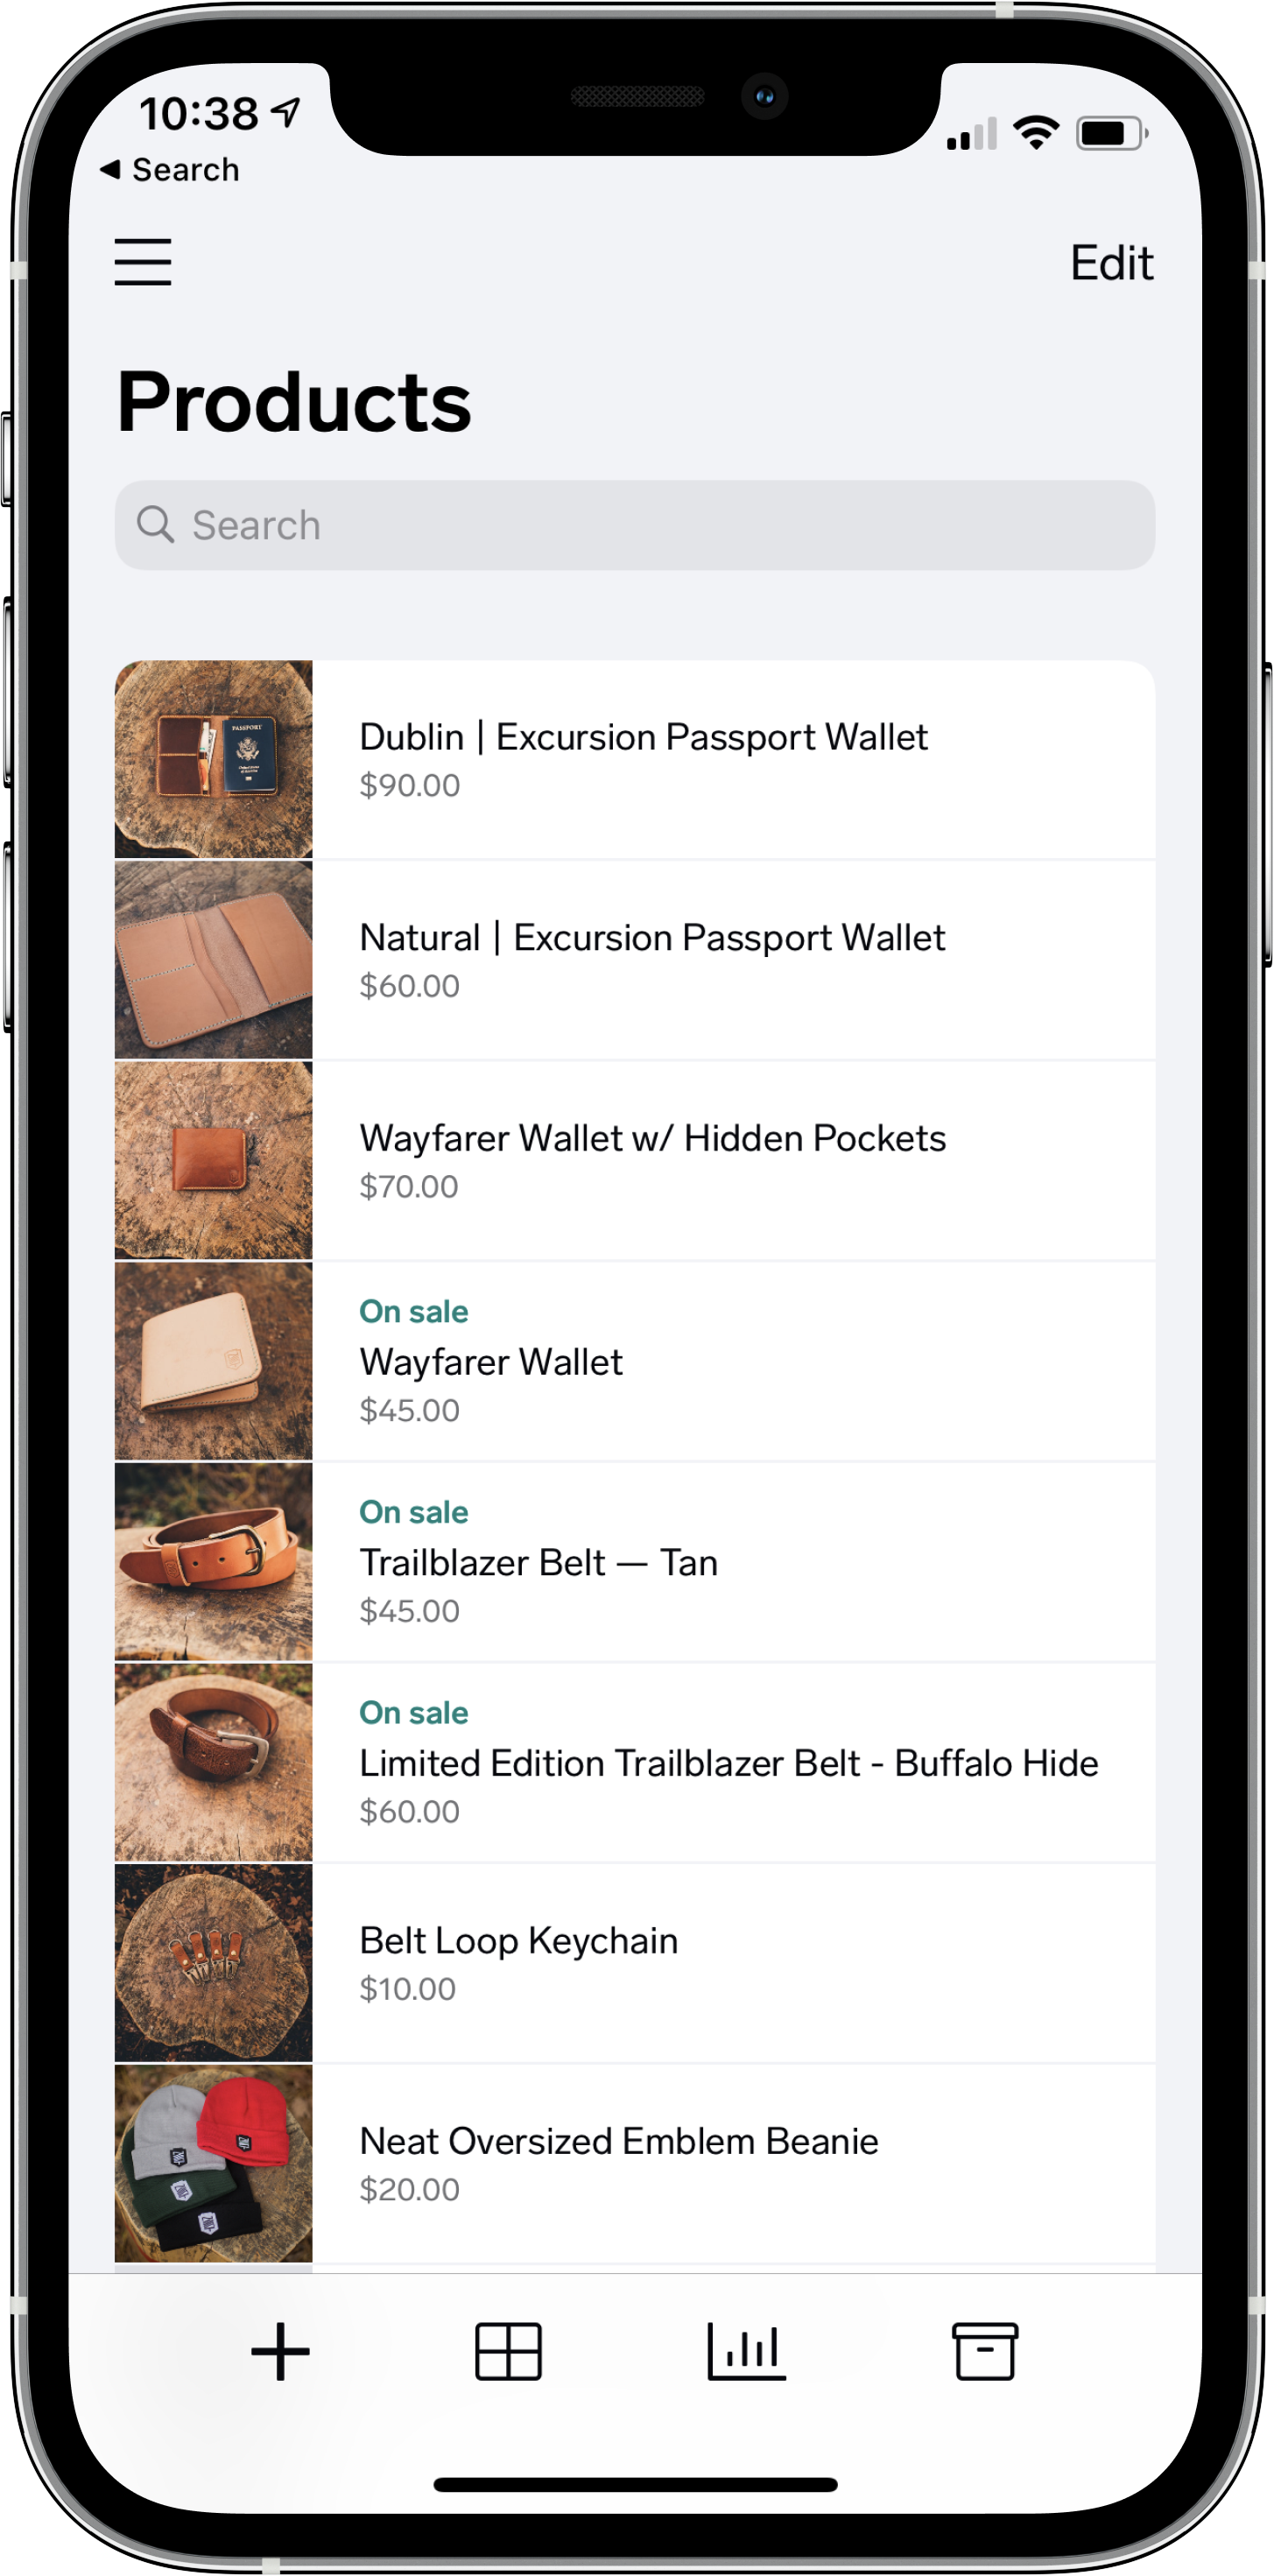 10:38
Search
Edit
Products
Search
PASSPORT
Dublin | Excursion Passport Wallet
$90.00
Natural | Excursion Passport Wallet
$60.00
Wayfarer Wallet w/ Hidden Pockets
$70.00
On sale
Wayfarer Wallet
$45.00
On sale
Trailblazer Belt — Tan
$45.00
On sale
Limited Edition Trailblazer Belt - Buffalo Hide
$60.00
Belt Loop Keychain
$10.00
Neat Oversized Emblem Beanie
$20.00